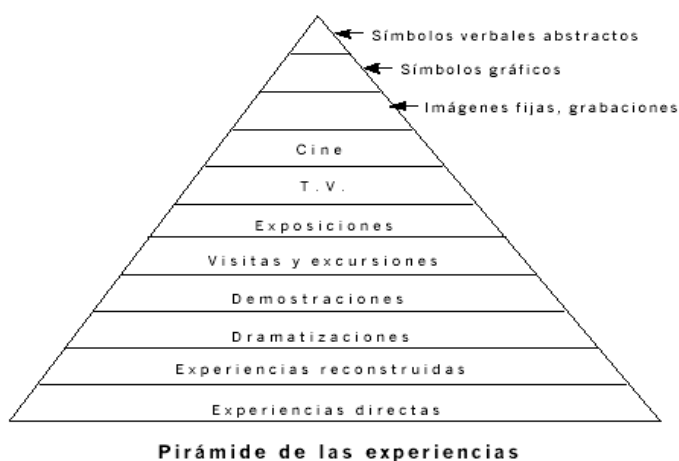 Símbolos verbales abstractos
Símbolos gráficos
Imágenes fijas, grabaciones
Cine
T.V.
Exposiciones
Visitas y excursiones
Demostraciones
Dramatizaciones
Experiencias reconstruidas
Experiencias directas
Pirámide de las experiencias